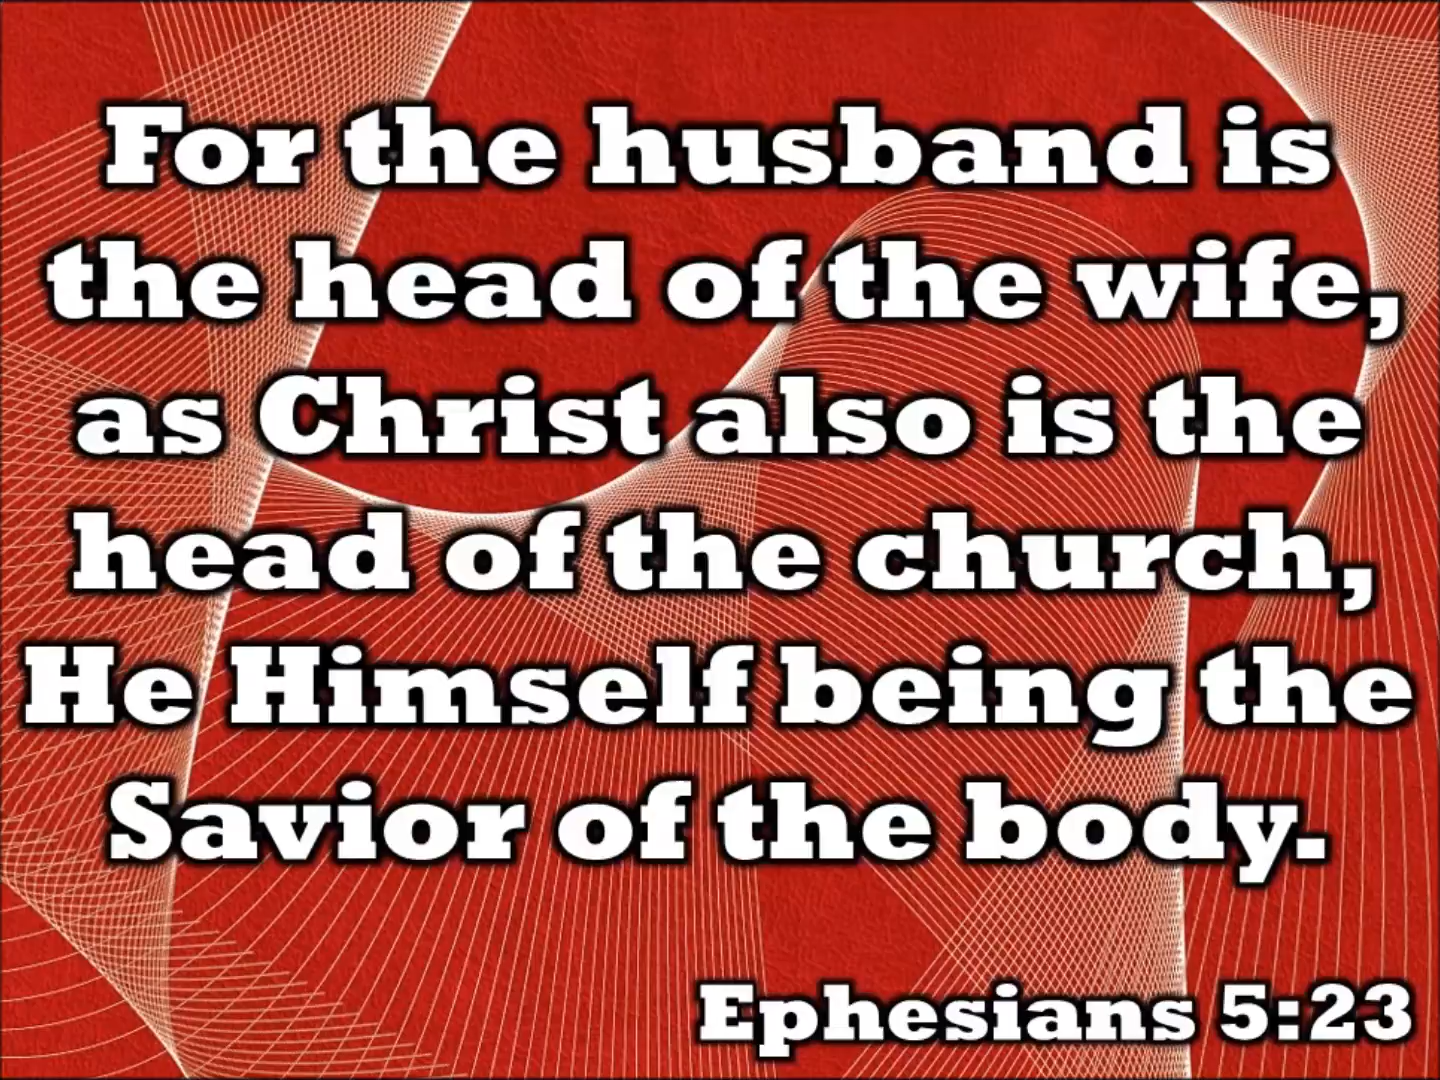 For the husband is
the head of the wife,
as Christ also is the
head of the church,
He Himself being the
Savior of the body.
Ephesians 5:23